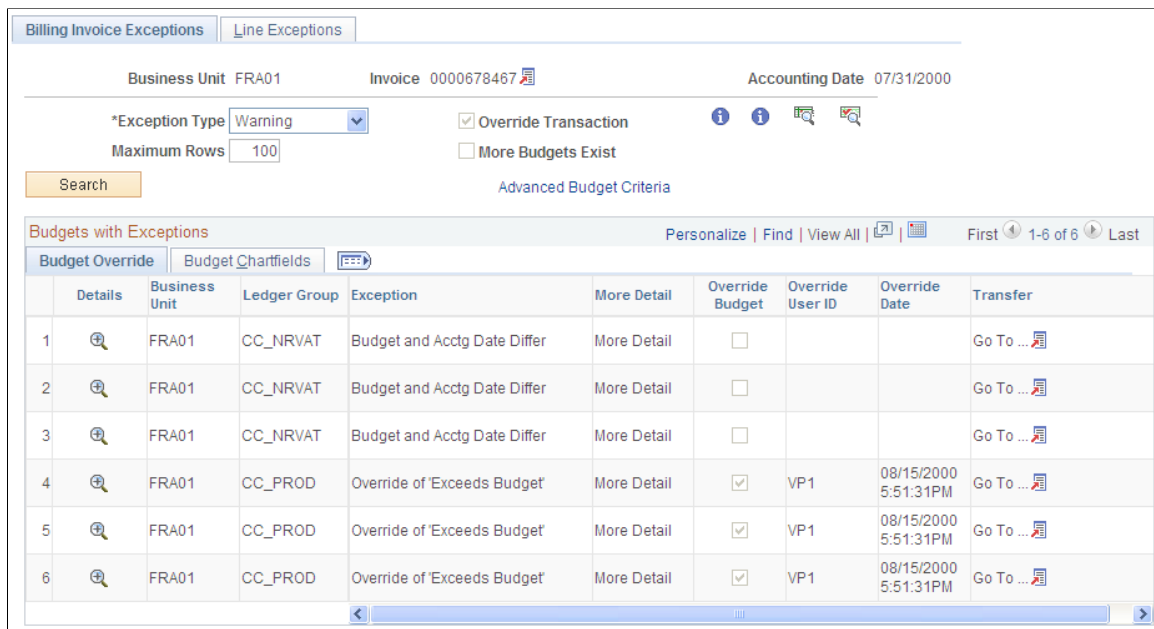 Billing Invoice Exceptions Line Exceptions
Business Unit FRA01 Invoice 0000678467 Accounting Date 07/31/2000
*Exception Type Warning Override Transaction
Maximum Rows 100 More Budgets Exist
Search Advanced Budget Criteria
Budgets with Exceptions Personalize | Find | View All | | First 1-6 of 6 Last
Budget Override Budget Chartfields
Details Business Unit Ledger Group Exception More Detail Override Budget Override User ID Override Date Transfer
1 FRA01 CC_NRVAT Budget and Acctg Date Differ More Detail Go To ...
2 FRA01 CC_NRVAT Budget and Acctg Date Differ More Detail Go To ...
3 FRA01 CC_NRVAT Budget and Acctg Date Differ More Detail Go To ...
4 FRA01 CC_PROD Override of 'Exceeds Budget' More Detail VP1 08/15/2000 5:51:31PM Go To ...
5 FRA01 CC_PROD Override of 'Exceeds Budget' More Detail VP1 08/15/2000 5:51:31PM Go To ...
6 FRA01 CC_PROD Override of 'Exceeds Budget' More Detail VP1 08/15/2000 5:51:31PM Go To ...